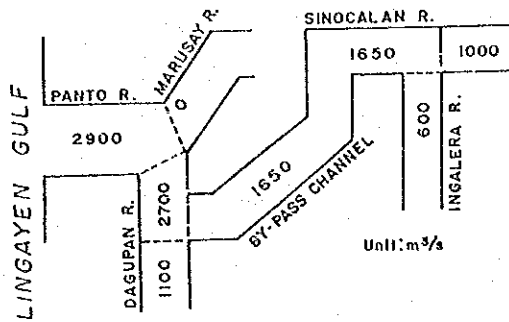 SINOCALAN R.
MARUSAY R.
1650
1000
PANTO R.
0
LINGAYEN GULF
2900
600
INGALERA R.
1650
BY-PASS CHANNEL
DAGUPAN R.
2700
1100
Unit:m³/s